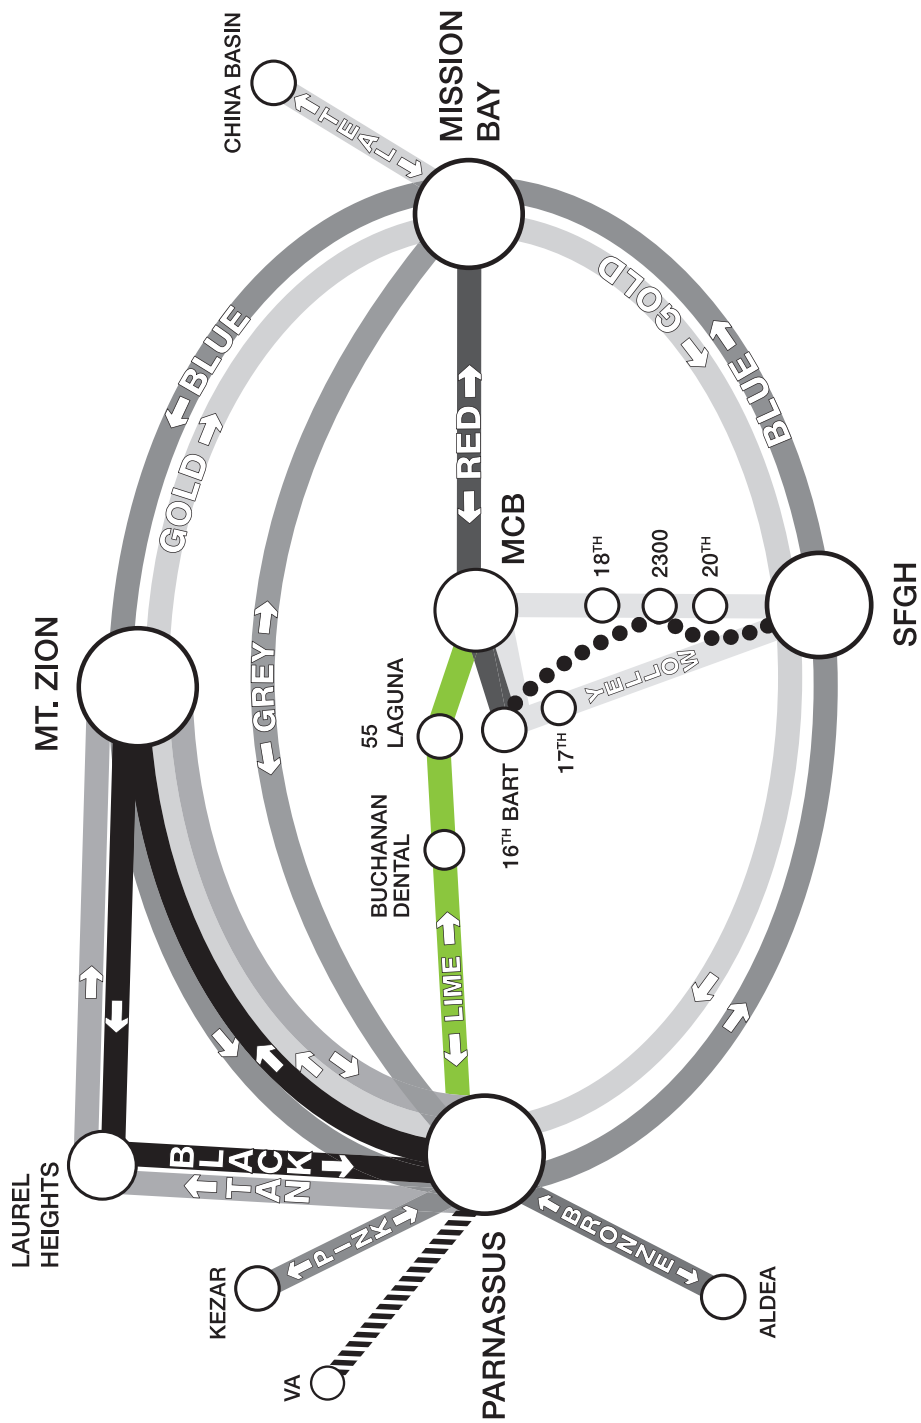 LAUREL
HEIGHTS
MT. ZION
CHINA BASIN
TEAL
MISSION
BAY
BLUE
GOLD
GREY
BLACK
TAN
KEZAR
PINK
VA
PARNASSUS
55
LAGUNA
BUCHANAN
DENTAL
LIME
16TH BART
RED
MCB
17TH
YELLOW
18TH
2300
20TH
GOLD
BLUE
SFGH
BRONZE
ALDEA